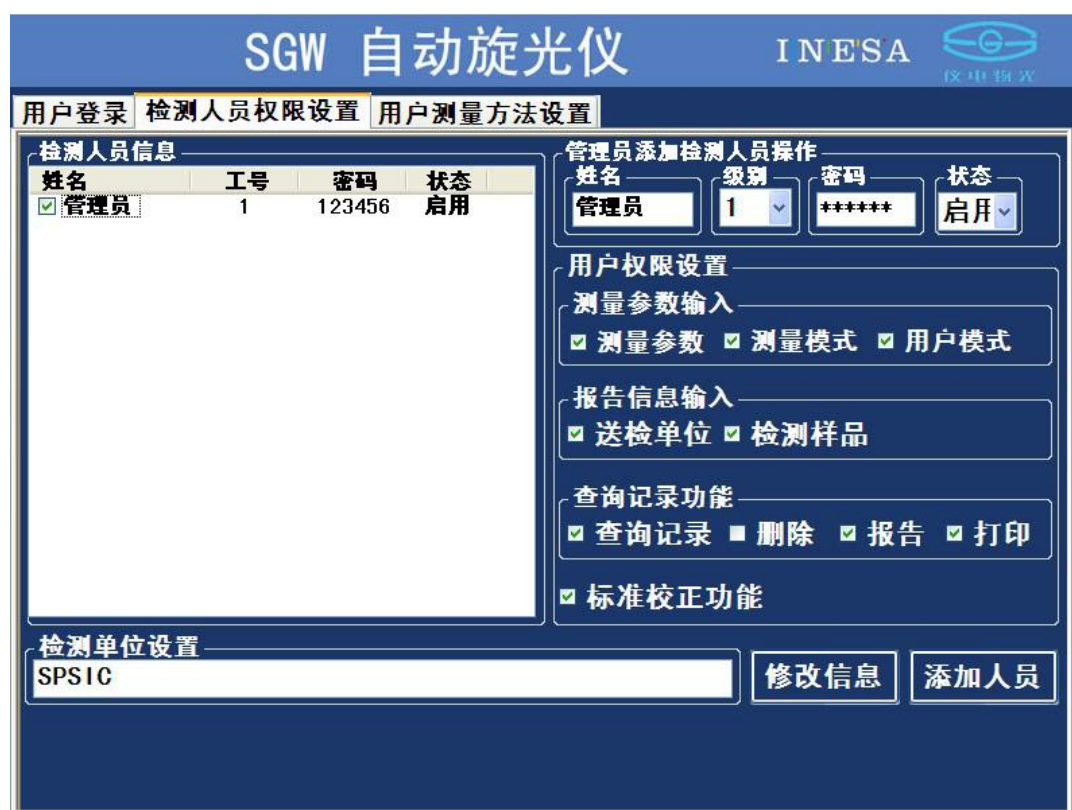 SGW 自动旋光仪 INESA 仪电物光
用户登录 检测人员权限设置 用户测量方法设置
检测人员信息
姓名 工号 密码 状态
管理员 1 123456 启用
管理员添加检测人员操作
姓名 级别 密码 状态
管理员 1 ****** 启用
用户权限设置
测量参数输入
测量参数 测量模式 用户模式
报告信息输入
送检单位 检测样品
查询记录功能
查询记录 删除 报告 打印
标准校正功能
检测单位设置
SPSIC
修改信息 添加人员